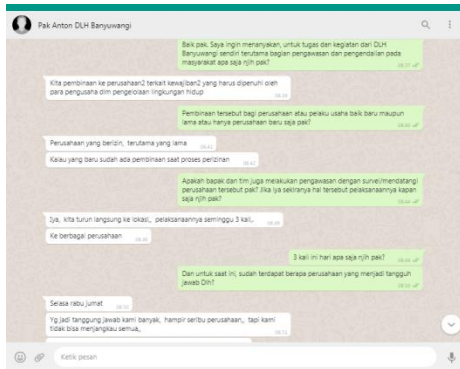 Pak Anton DLH Banyuwangi
Baik pak. Saya ingin menanyakan, untuk tugas dan kegiatan dari DLH
Banyuwangi sendiri terutama bagian pengawasan dan pengendalian pada
masyarakat apa saja njih pak?
Kita pembinaan ke perusahaan2 terkait kewajiban2 yang harus dipenuhi oleh
para pengusaha dlm pengelolaan lingkungan hidup
Pembinaan tersebut bagi perusahaan atau pelaku usaha baik baru maupun
lama atau hanya perusahaan baru saja pak?
Perusahaan yang berizin, terutama yang lama
Kalau yang baru sudah ada pembinaan saat proses perizinan
Apakah bapak dan tim juga melakukan pengawasan dengan survei/mendatangi
perusahaan tersebut pak? Jika iya sekiranya hal tersebut pelaksanaannya kapan
saja njih pak?
Iya, kita turun langsung ke lokasi,, pelaksanaannya seminggu 3 kali,
Ke berbagai perusahaan
3 kali ini hari apa saja njih pak?
Dan untuk saat ini, sudah terdapat berapa perusahaan yang menjadi tangguh
jawab Dlh?
Selasa rabu jumat
Yg jadi tanggung jawab kami banyak, hampir seribu perusahaan,, tapi kami
tidak bisa menjangkau semua,,
Ketik pesan